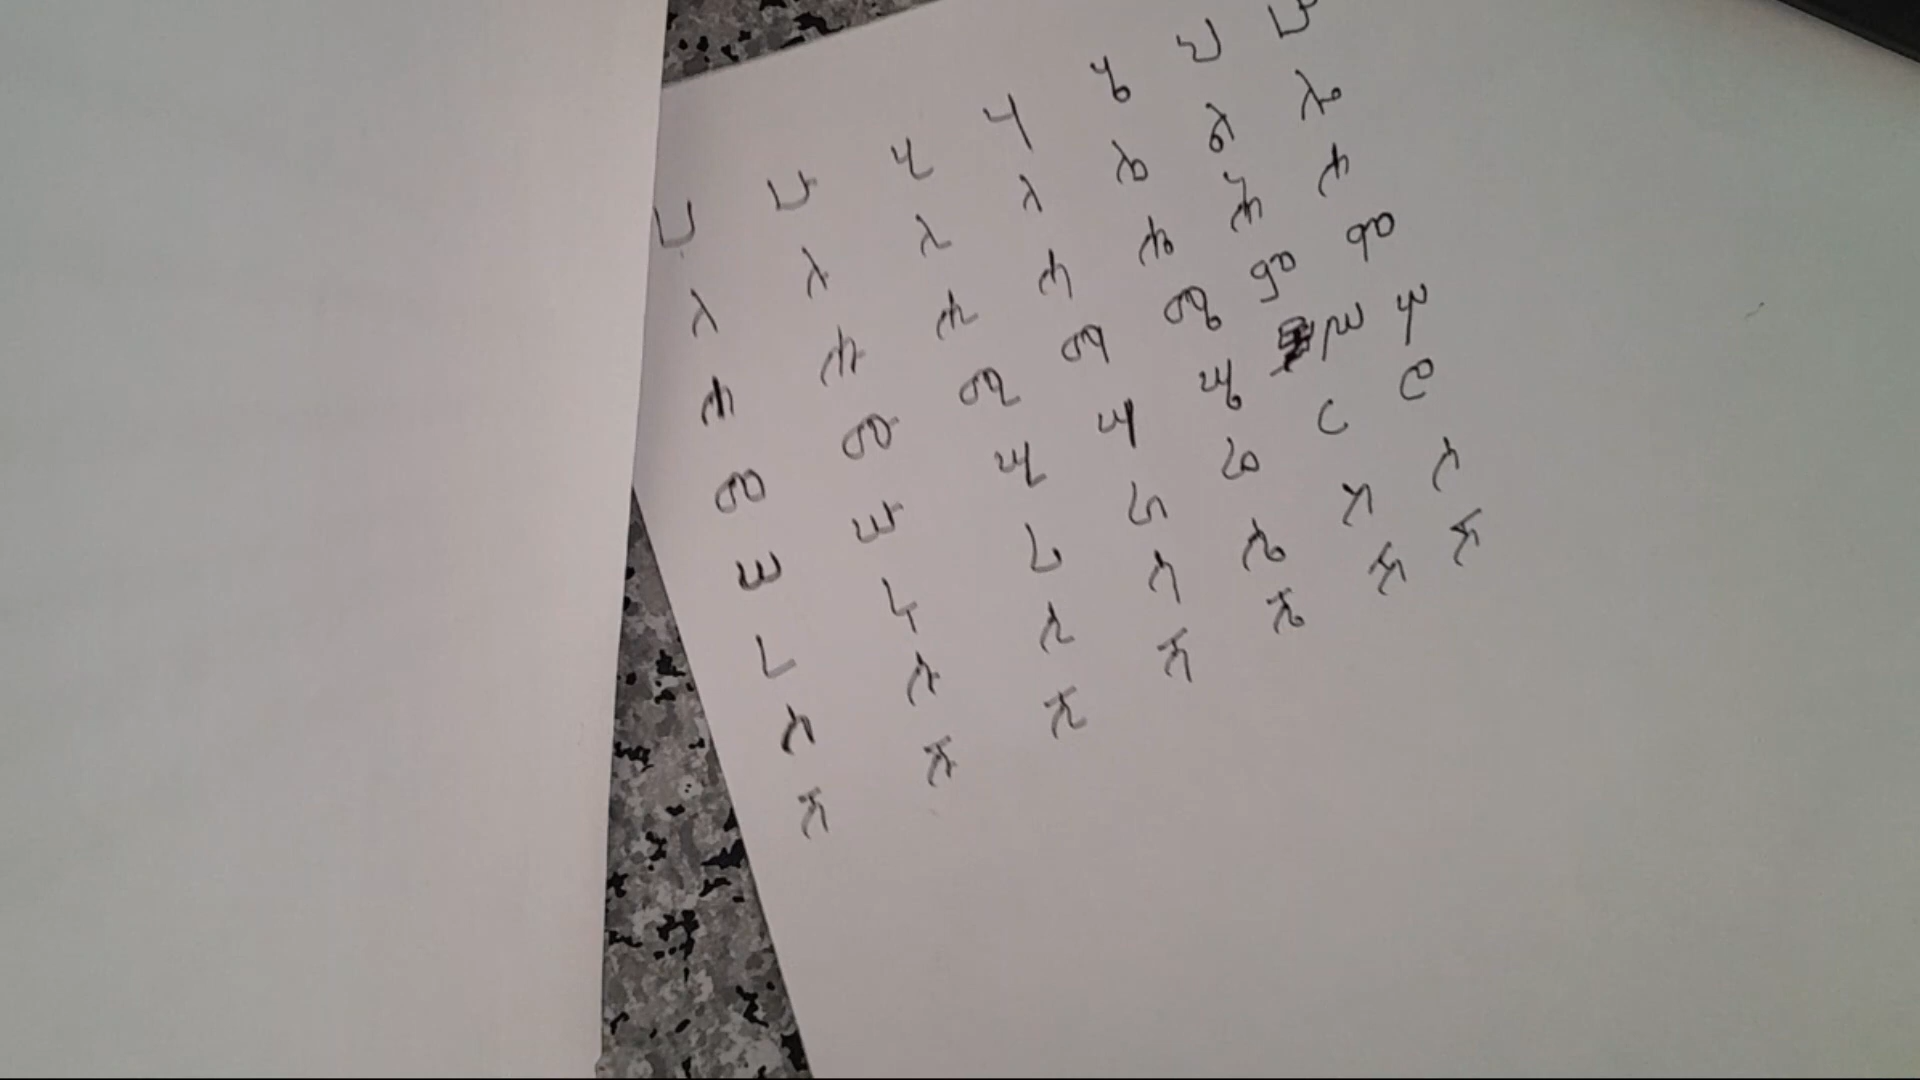 ሀ ሁ ሂ ሃ ሄ ህ ሆ
ለ ሉ ሊ ላ ሌ ል ሎ
ሐ ሑ ሒ ሓ ሔ ሕ ሖ
መ ሙ ሚ ማ ሜ ም ሞ
ሠ ሡ ሢ ሣ ሤ ሥ ሦ
ረ ሩ ሪ ራ ሬ ር ሮ
ሰ ሱ ሲ ሳ ሴ ስ ሶ
ሸ ሹ ሺ ሻ ሼ ሽ ሾ